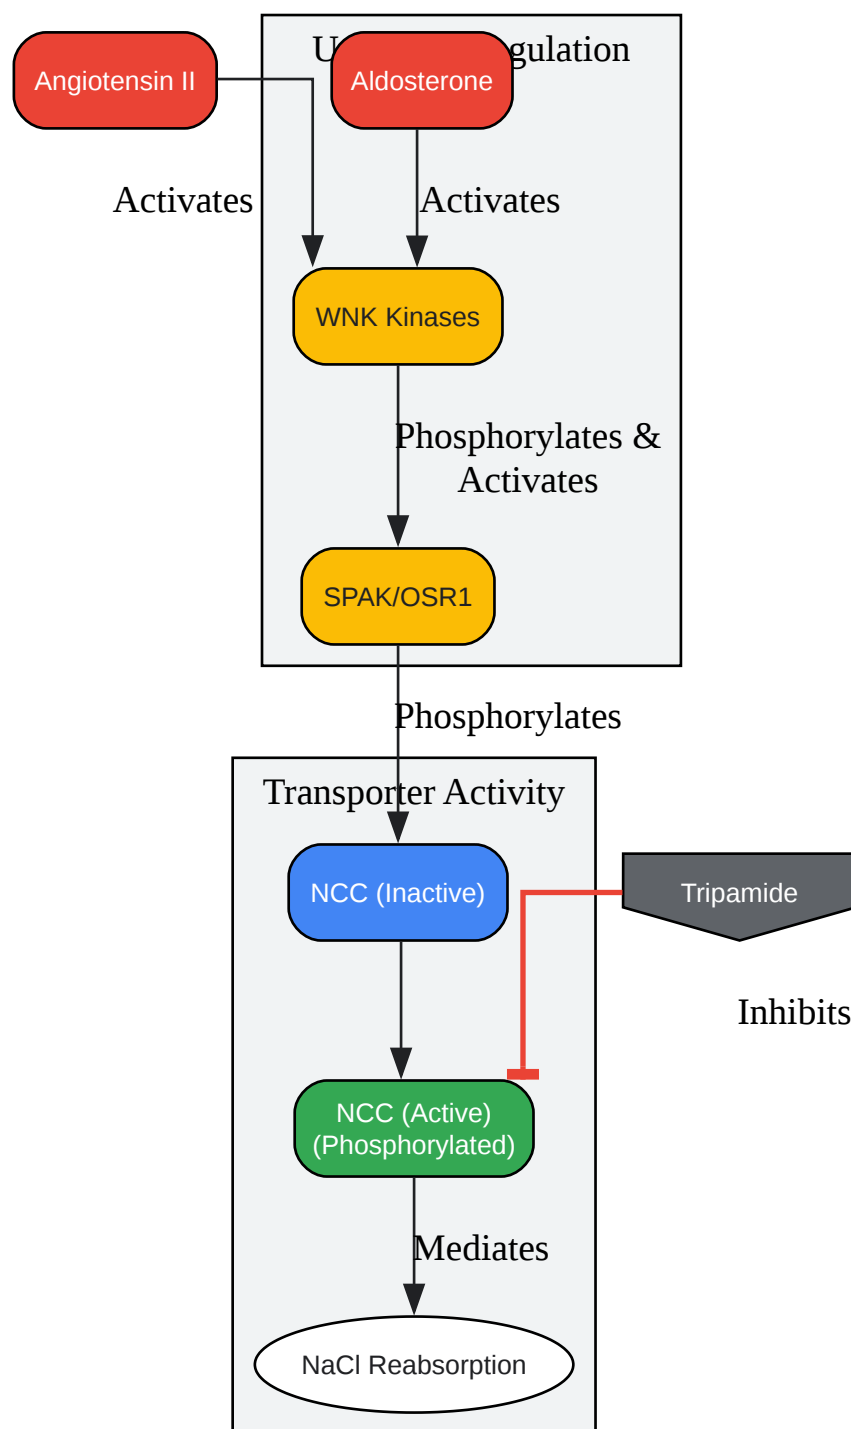 gulation
Angiotensin II
Aldosterone
Activates
Activates
WNK Kinases
Phosphorylates &
Activates
SPAK/OSR1
Phosphorylates
Transporter Activity
NCC (Inactive)
Tripamide
Inhibits
NCC (Active)
(Phosphorylated)
Mediates
NaCl Reabsorption